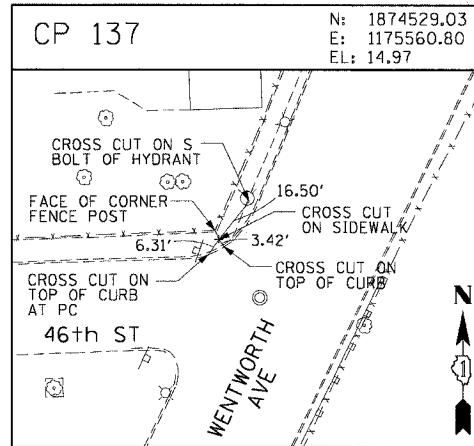 CP 137
N: 1874529.03
E: 1175560.80
EL: 14.97
CROSS CUT ON S
BOLT OF HYDRANT
16.50'
FACE OF CORNER
FENCE POST
CROSS CUT
ON SIDEWALK
6.31'
3.42'
CROSS CUT ON
TOP OF CURB
AT PC
CROSS CUT ON
TOP OF CURB
46th ST
WENTWORTH
AVE
N
1